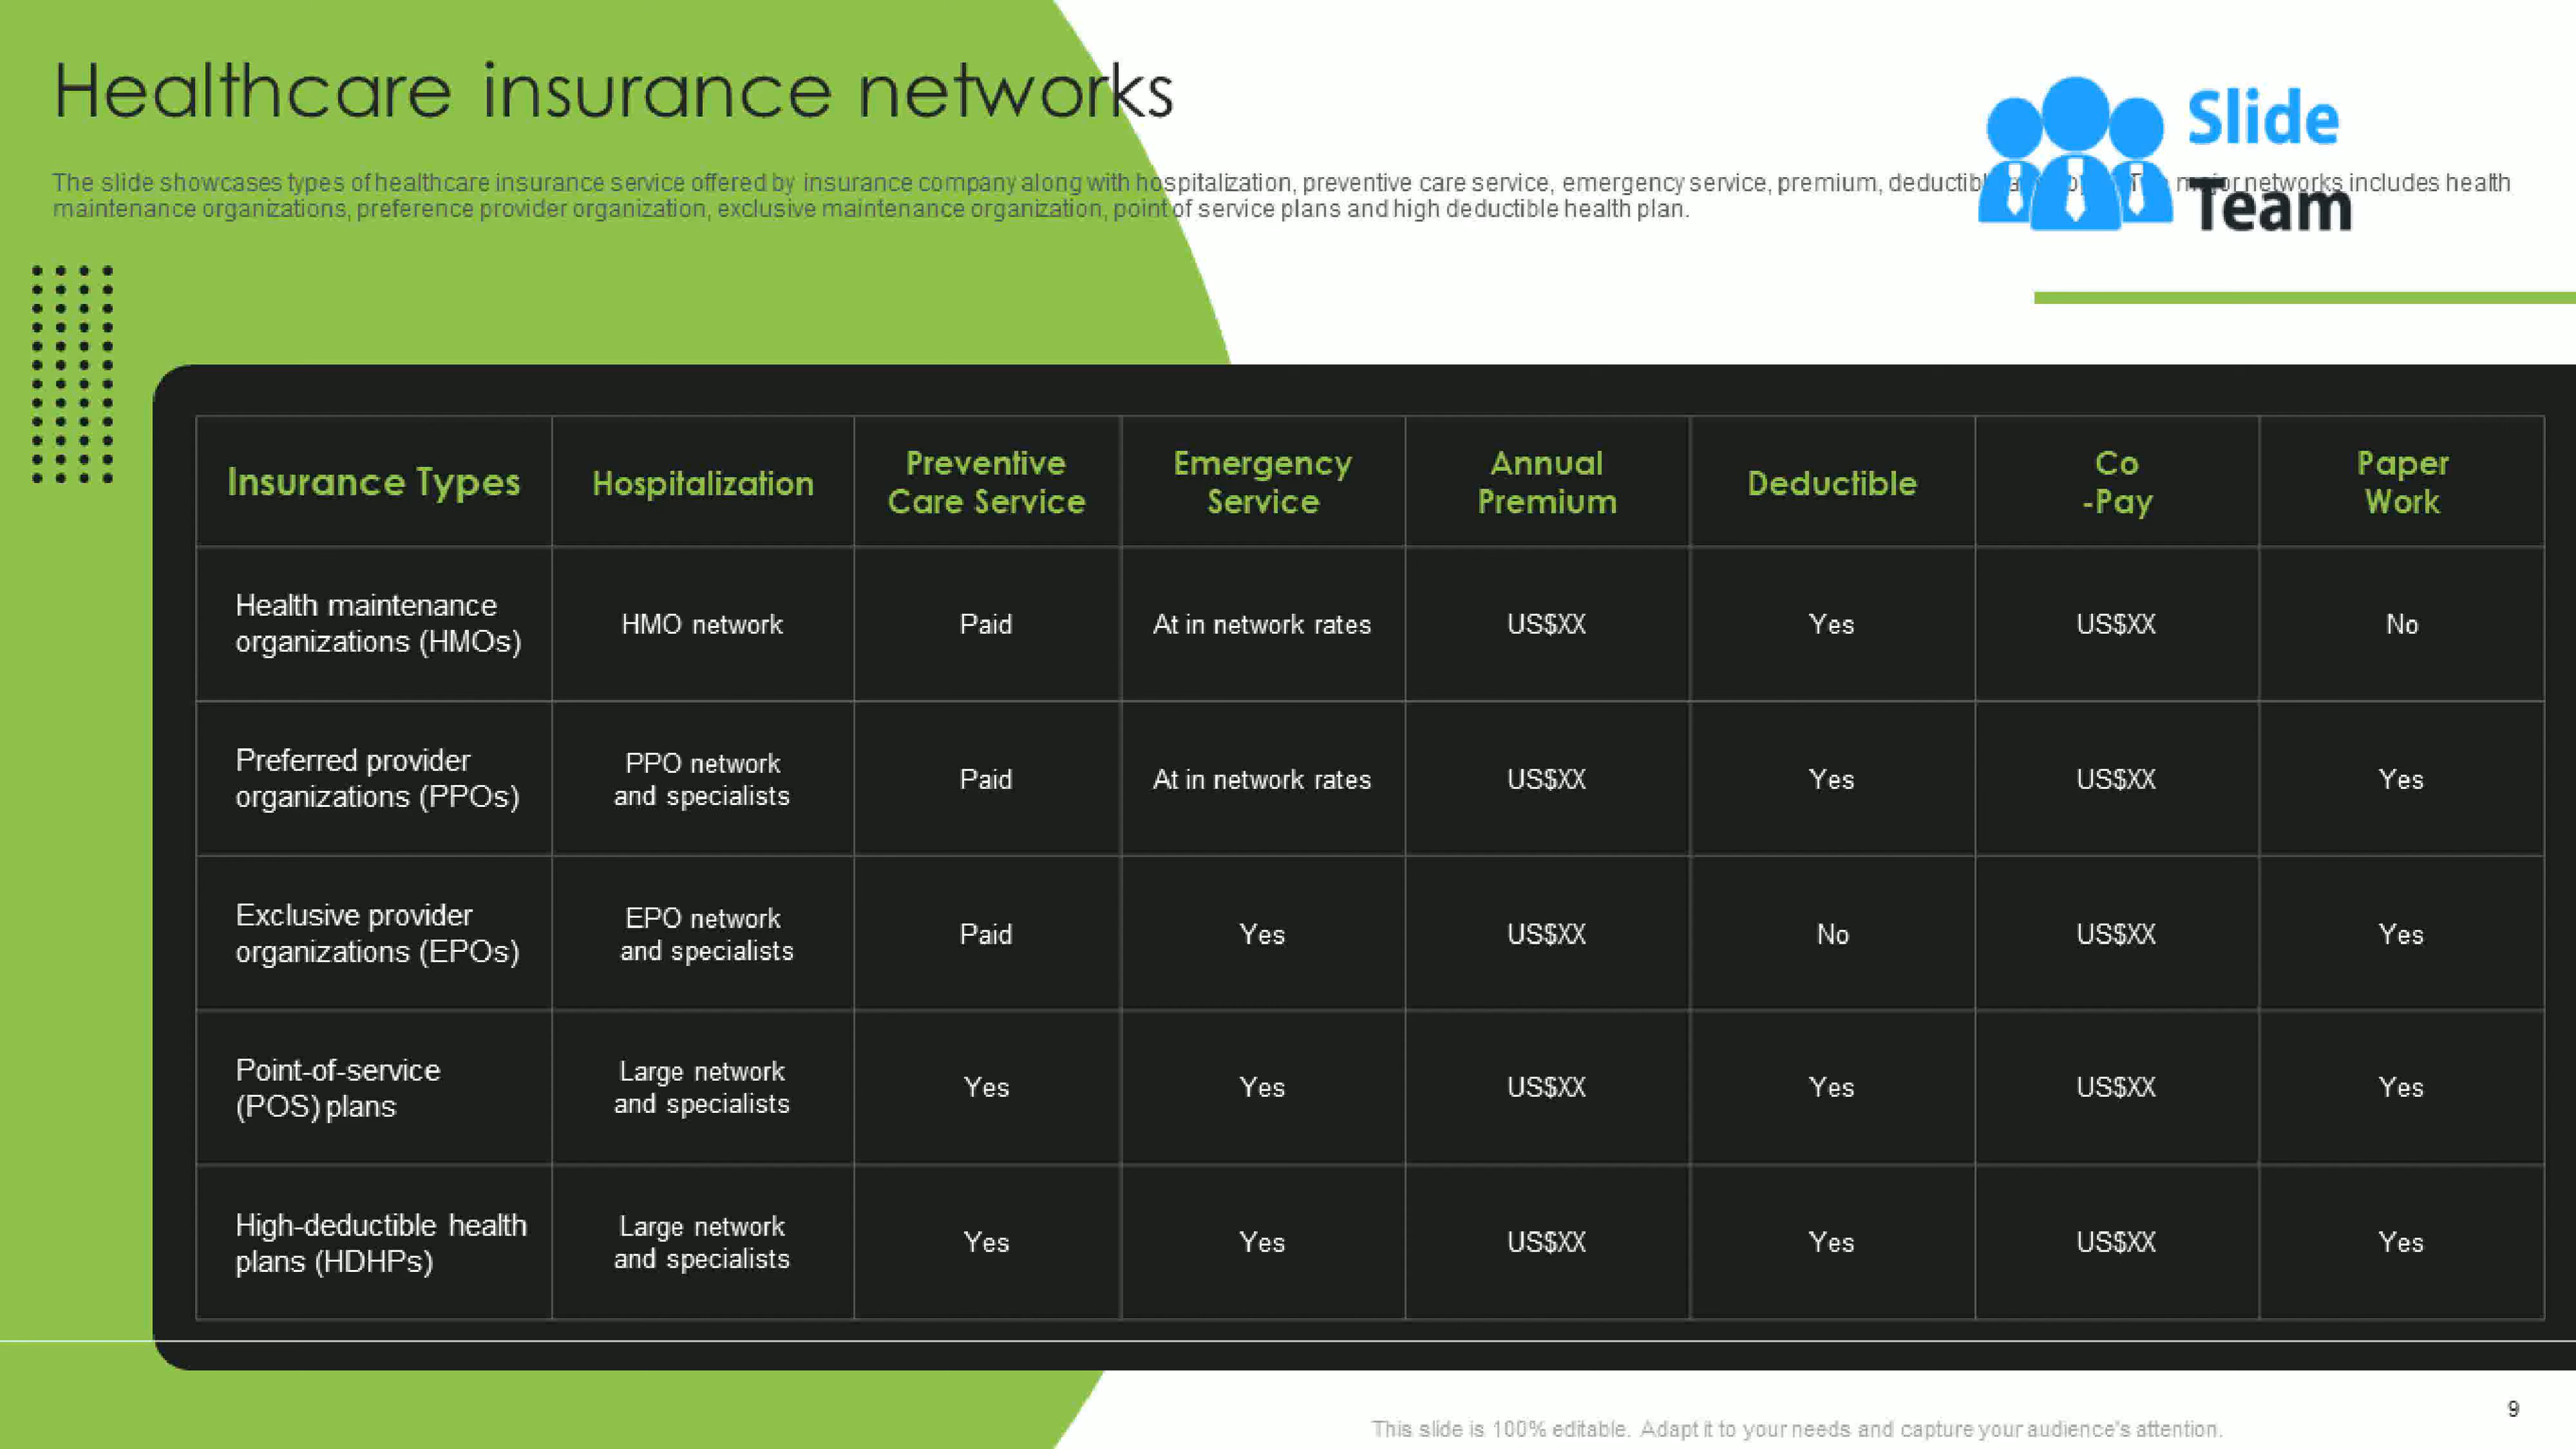 Healthcare insurance networks
Slide
Team
The slide showcases types of healthcare insurance service offered by insurance company along with hospitalization, preventive care service, emergency service, premium, networks includes health
maintenance organizations, preference provider organization, exclusive maintenance organization, point of service plans and high deductible health plan.
Insurance Types
Hospitalization
Preventive
Care Service
Emergency
Service
Annual
Premium
Deductible
Co
-Pay
Paper
Work
Health maintenance
organizations (HMOs)
HMO network
Paid
At in network rates
US$XX
Yes
US$XX
No
Preferred provider
organizations (PPOs)
PPO network
and specialists
Paid
At in network rates
US$XX
Yes
US$XX
Yes
Exclusive provider
organizations (EPOs)
EPO network
and specialists
Paid
Yes
US$XX
No
US$XX
Yes
Point-of-service
(POS) plans
Large network
and specialists
Yes
Yes
US$XX
Yes
US$XX
Yes
High-deductible health
plans (HDHPs)
Large network
and specialists
Yes
Yes
US$XX
Yes
US$XX
Yes
9
This slide is 100% editable. Adapt it to your needs and capture your audience's attention.